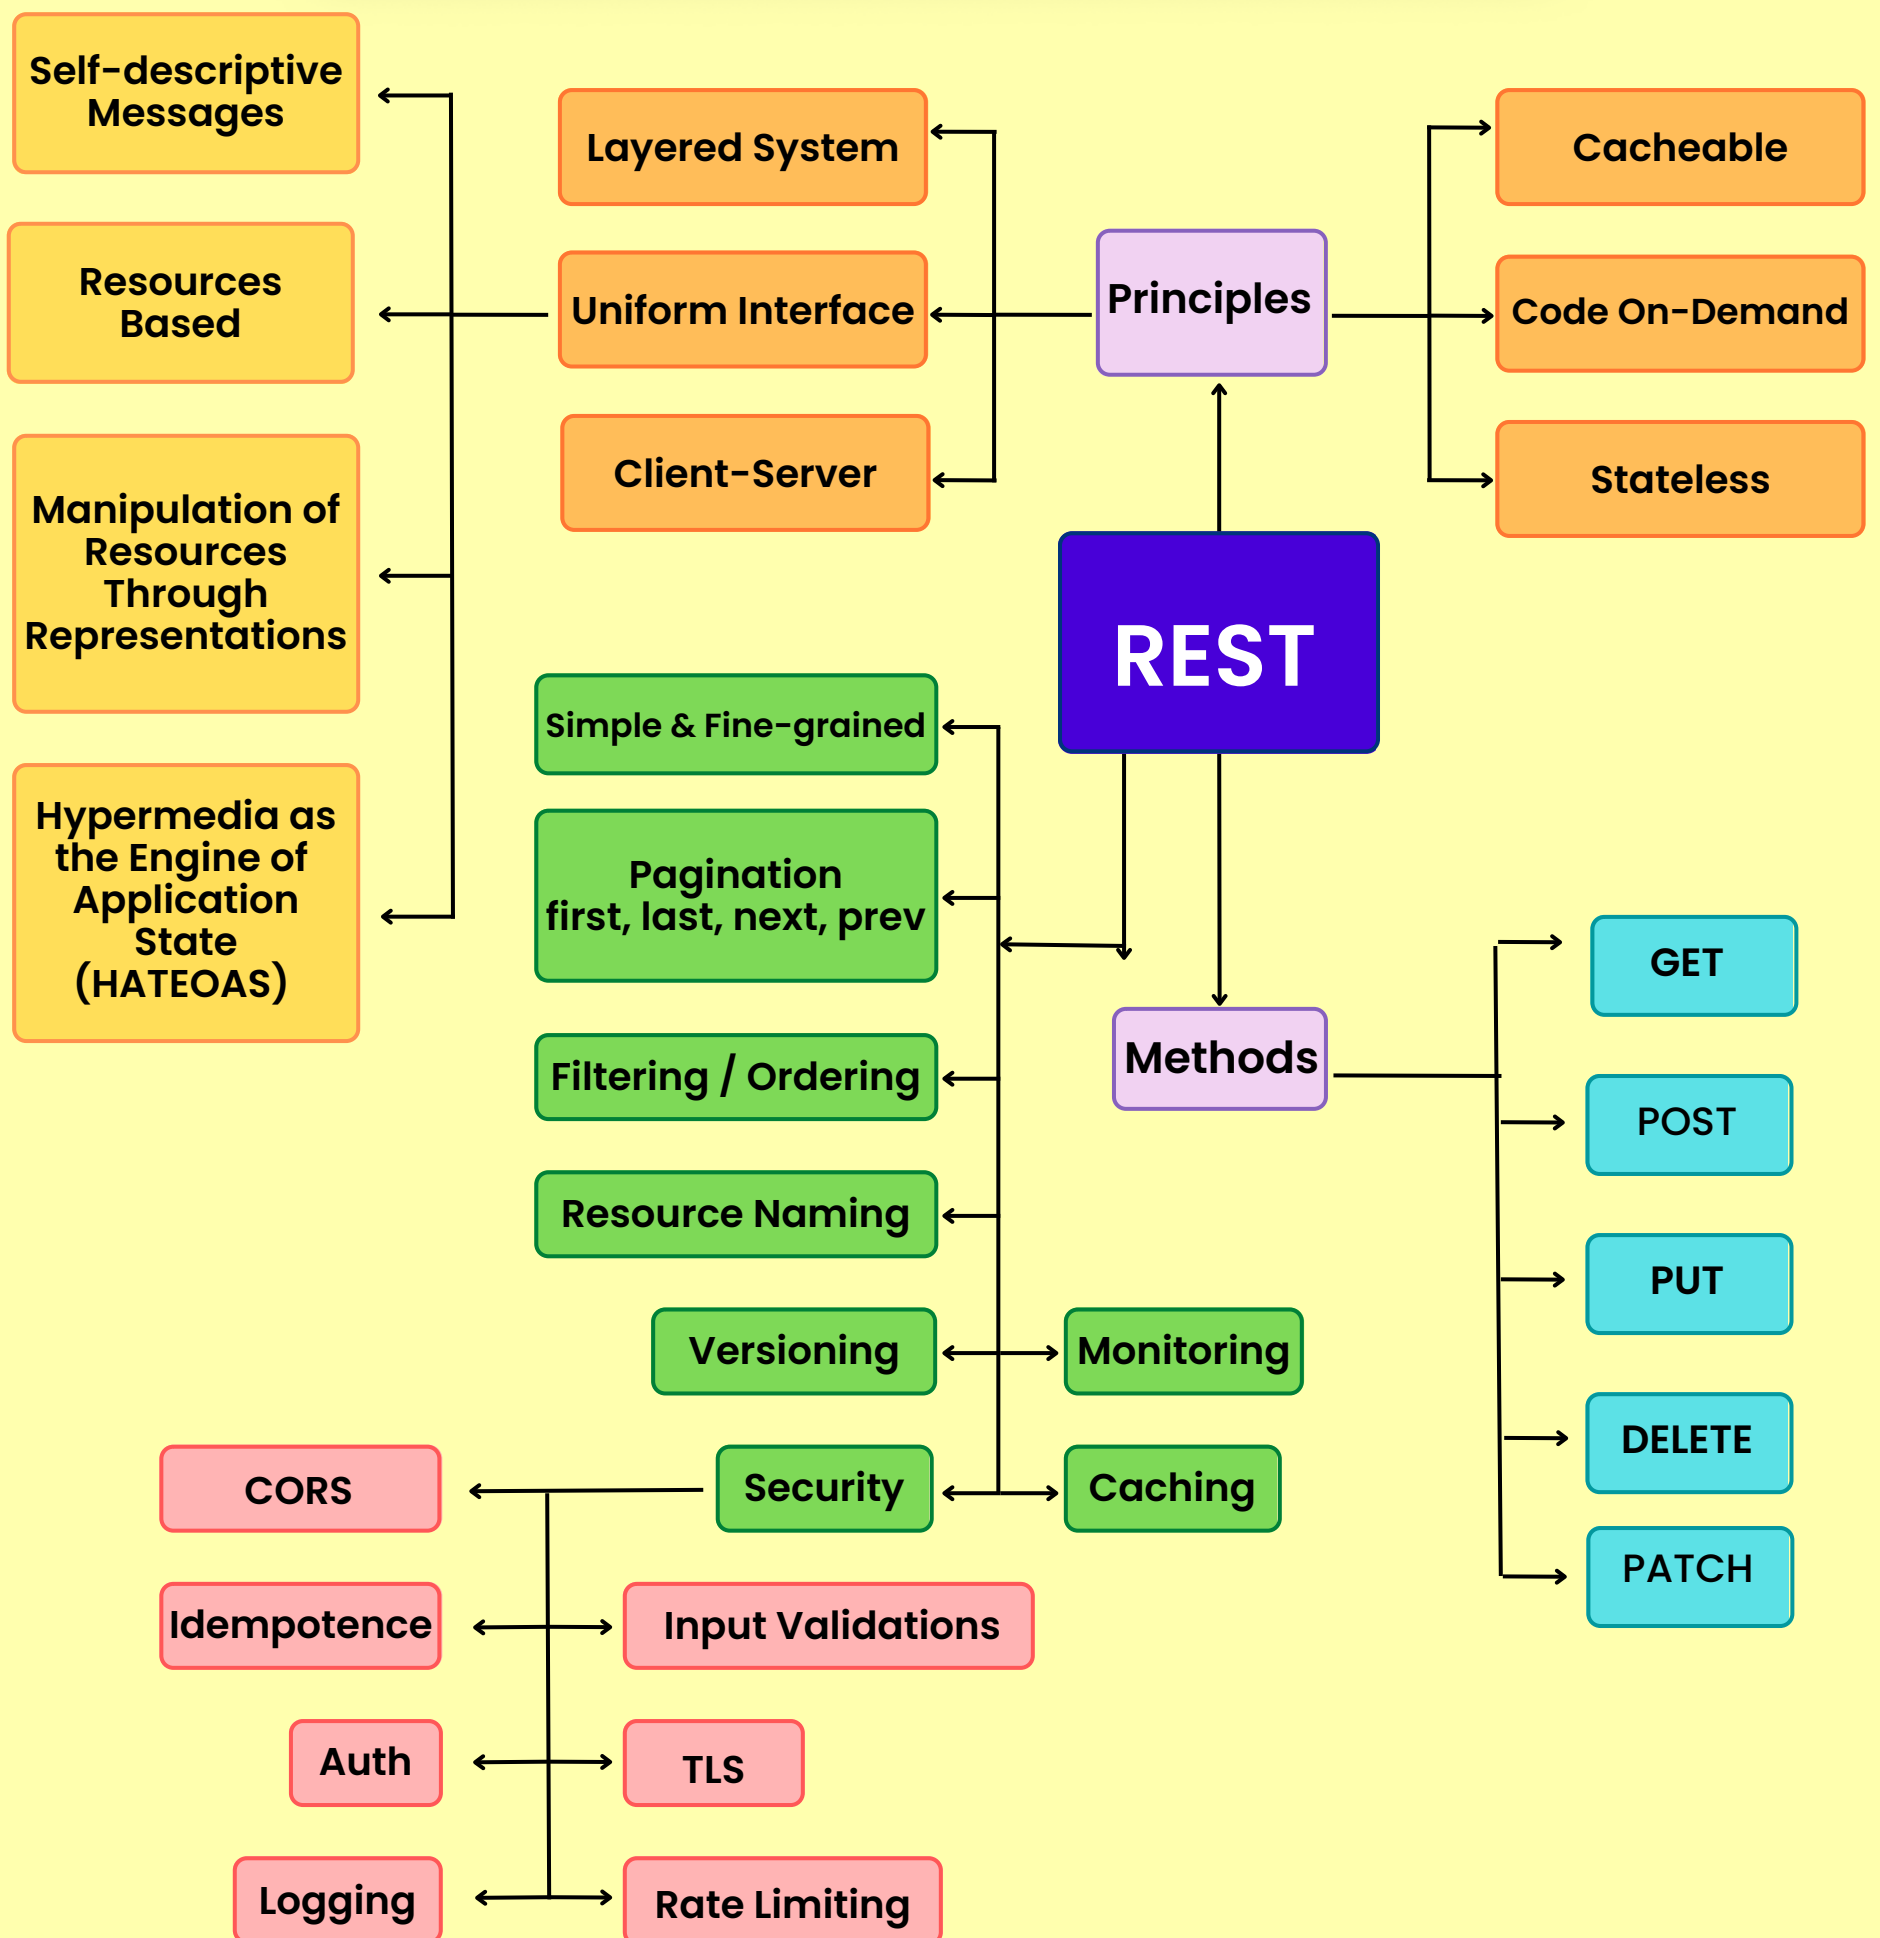 Self-descriptive
Messages
Resources
Based
Manipulation of
Resources
Through
Representations
Hypermedia as
the Engine of
Application
State
(HATEOAS)
Layered System
Uniform Interface
Client-Server
Principles
Cacheable
Code On-Demand
Stateless
REST
Simple & Fine-grained
Pagination
first, last, next, prev
Filtering / Ordering
Resource Naming
Versioning
Monitoring
Security
Caching
Methods
GET
POST
PUT
DELETE
PATCH
CORS
Idempotence
Input Validations
Auth
TLS
Logging
Rate Limiting